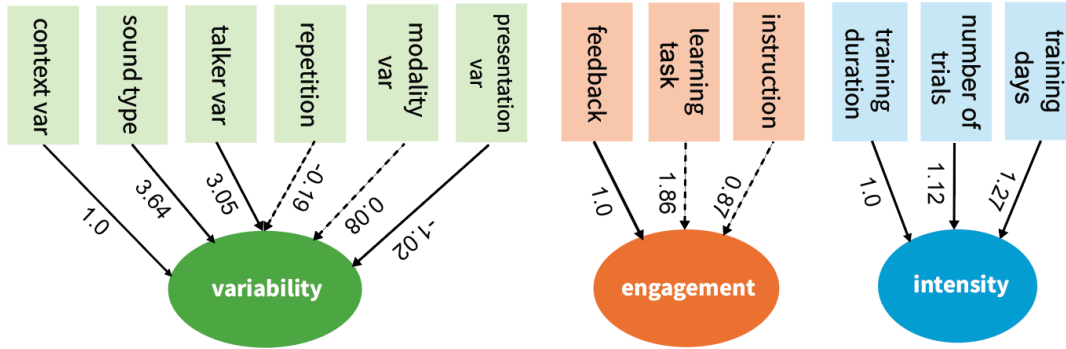 context var
sound type
talker var
repetition
modality
var
presentation
var
feedback
learning
task
instruction
training
duration
number of
trials
training
days
1.0
3.64
3.05
-0.19
0.08
-1.02
1.0
1.86
0.87
1.0
1.12
1.27
variability
engagement
intensity